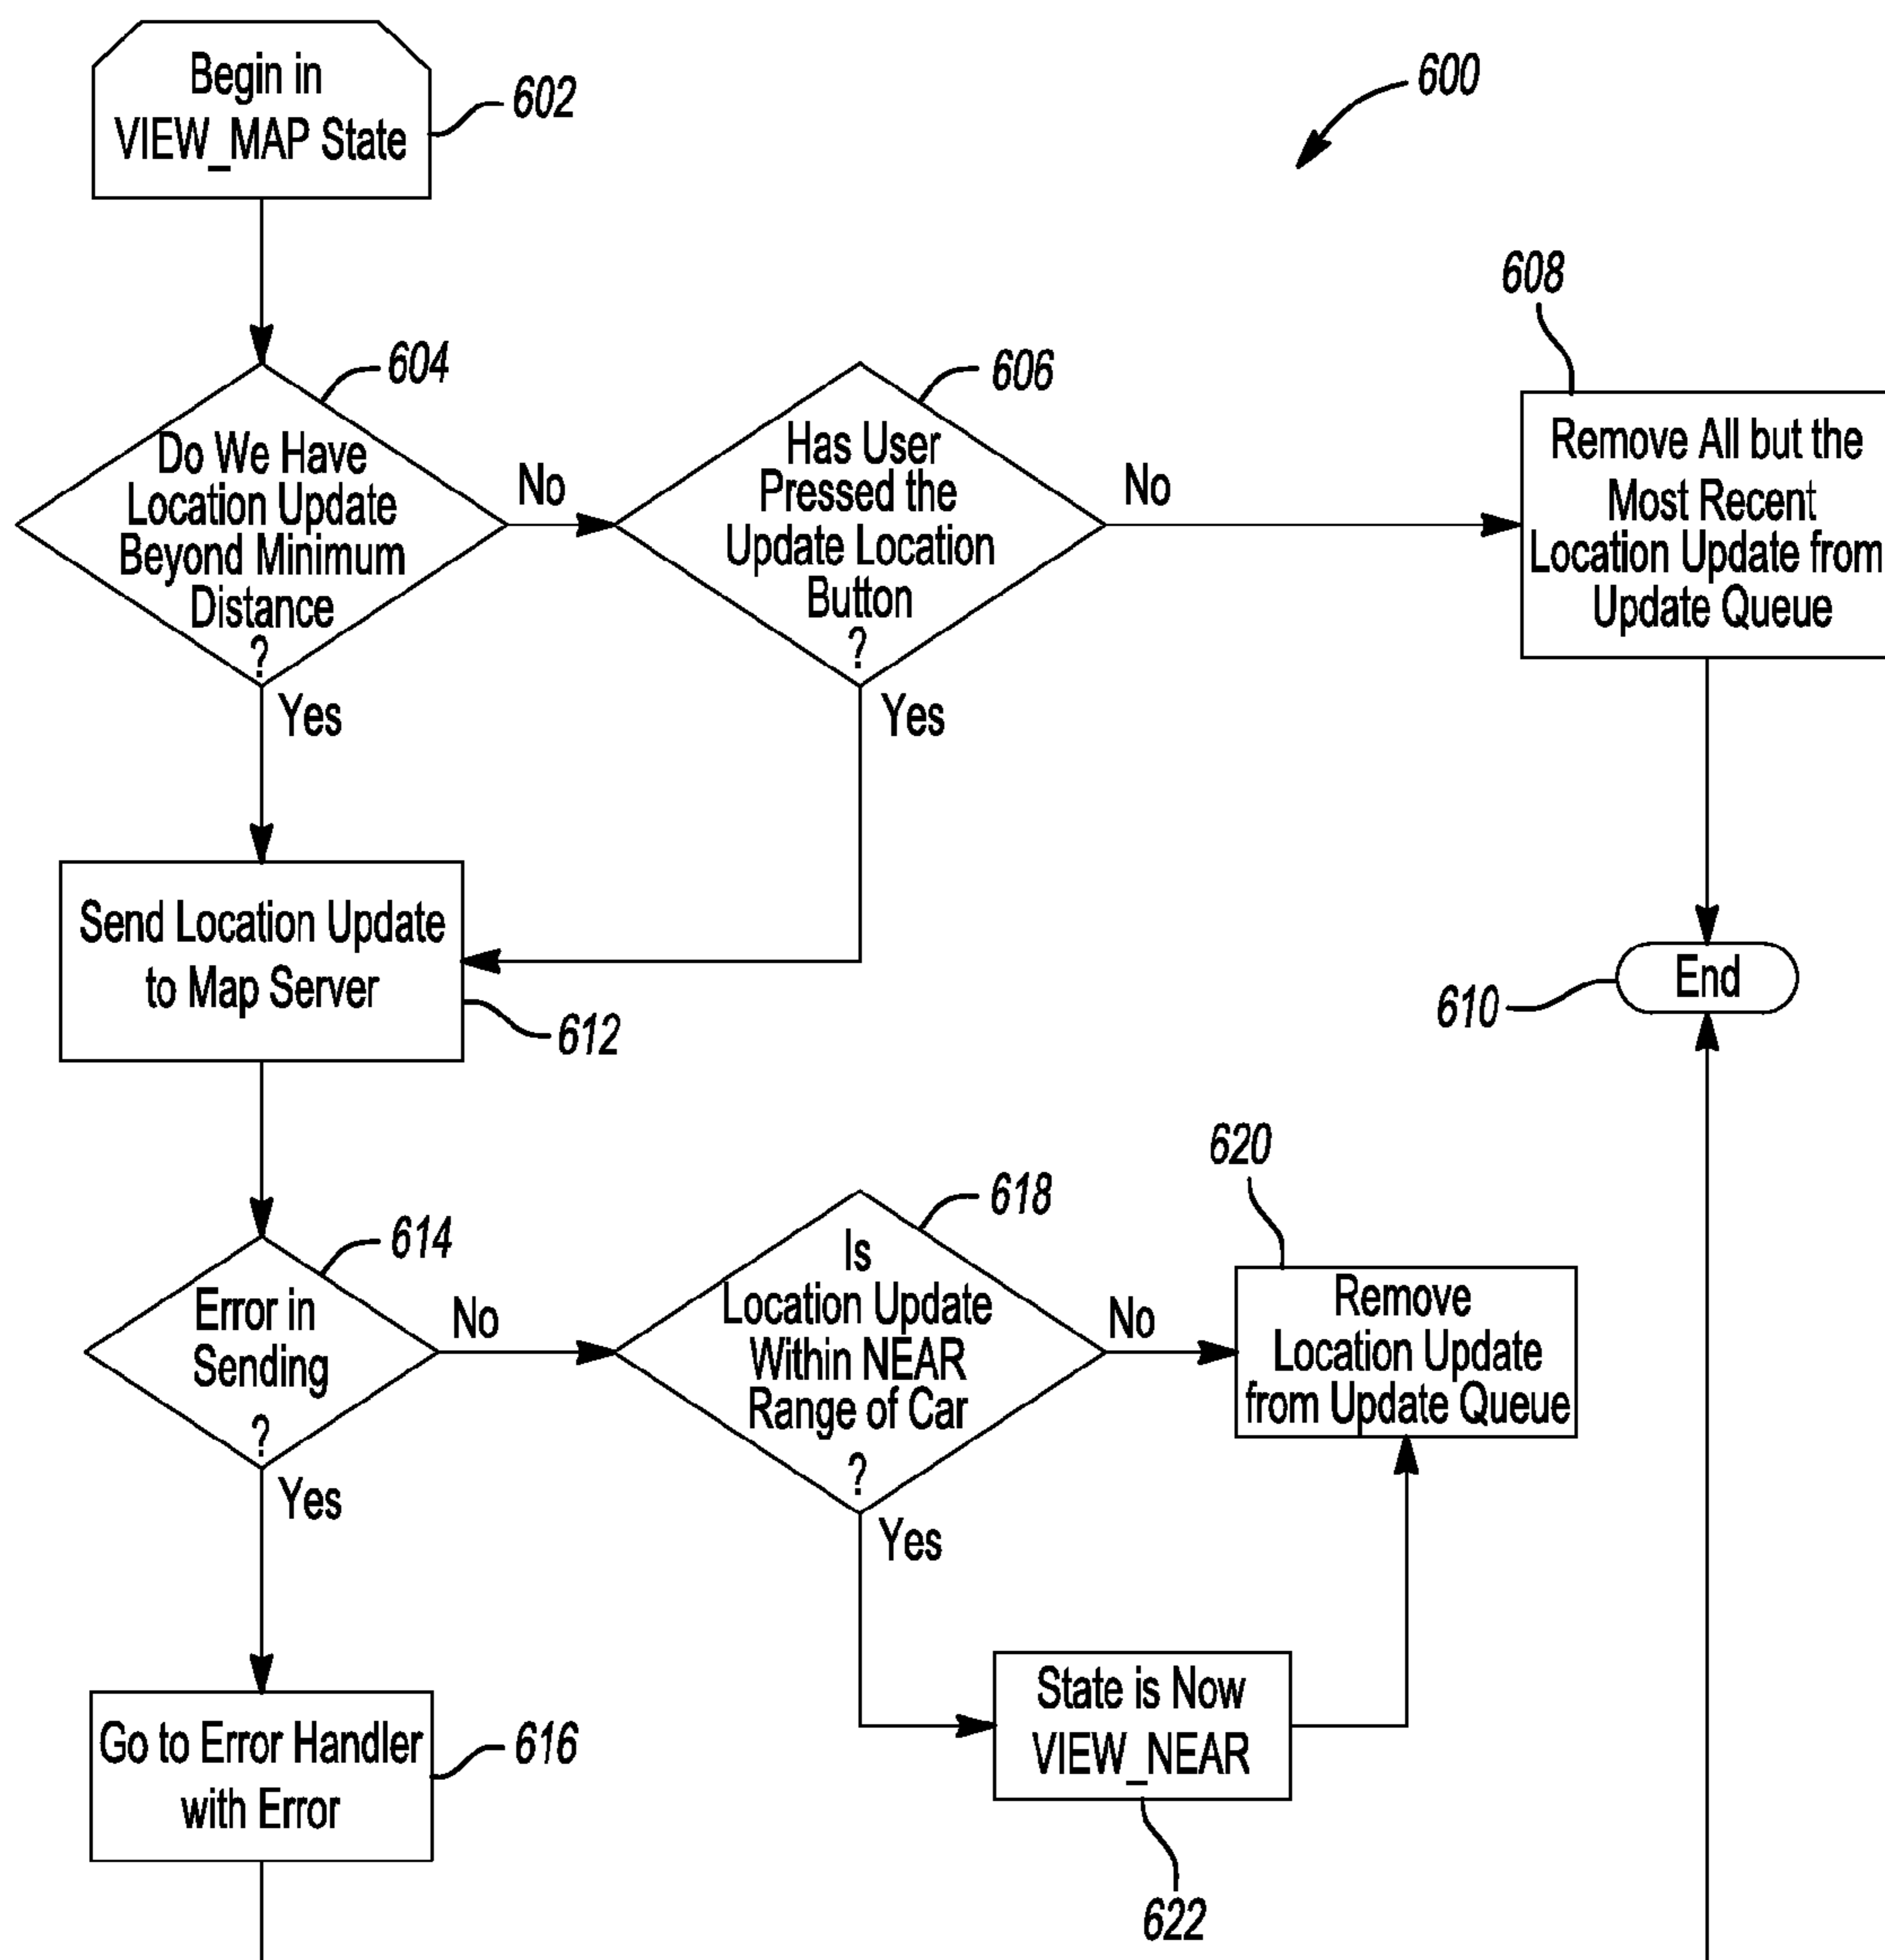 Begin in
VIEW_MAP State
602
600
604
Do We Have
Location Update
Beyond Minimum
Distance
?
No
Yes
606
Has User
Pressed the
Update Location
Button
?
No
Yes
608
Remove All but the
Most Recent
Location Update from
Update Queue
Send Location Update
to Map Server
612
End
610
614
Error in
Sending
?
No
Yes
618
Is
Location Update
Within NEAR
Range of Car
?
No
Yes
620
Remove
Location Update
from Update Queue
Go to Error Handler
with Error
616
State is Now
VIEW_NEAR
622